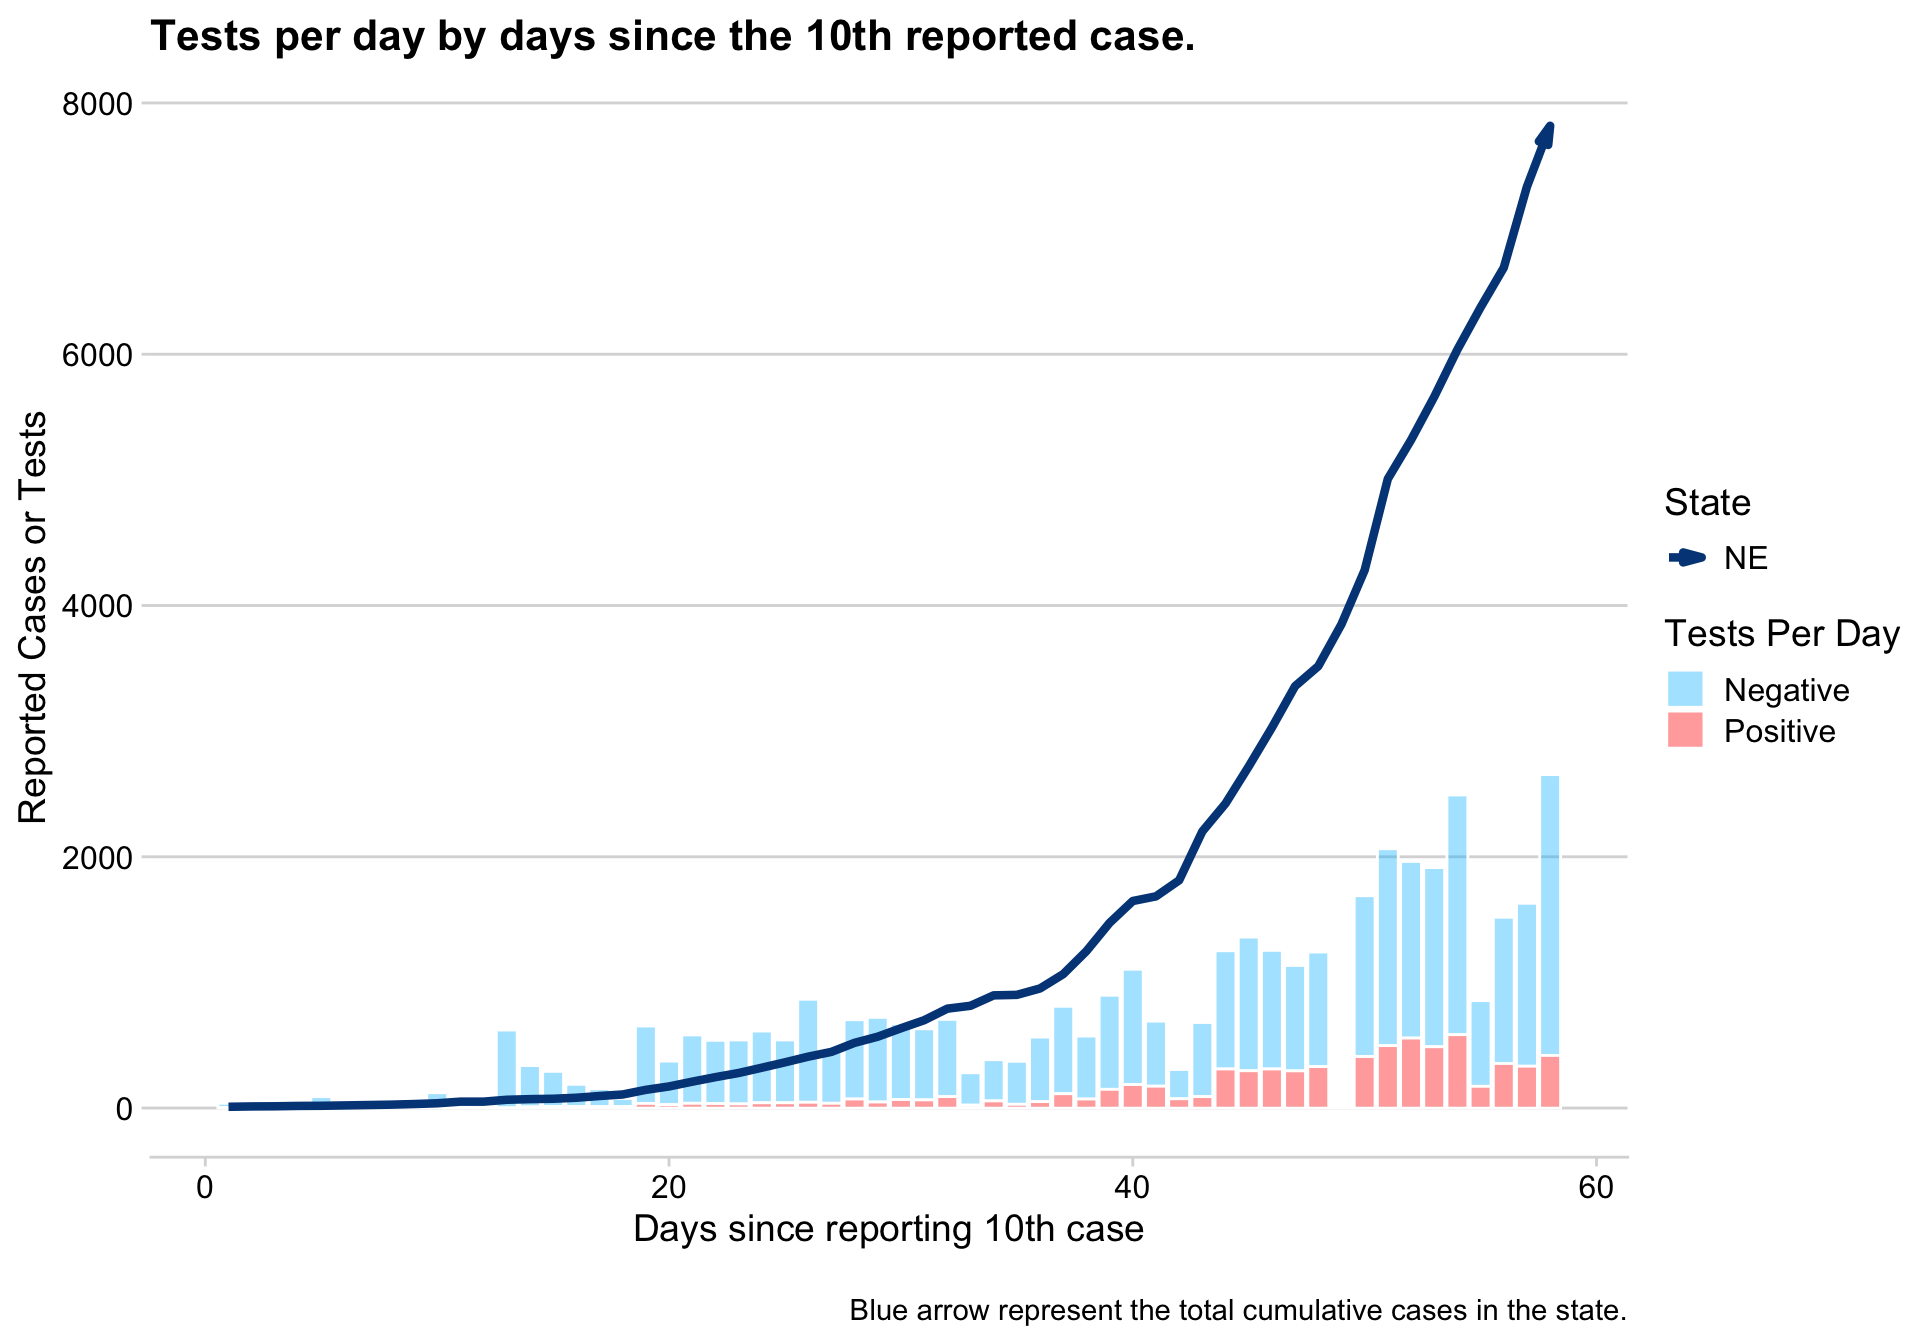 Tests per day by days since the 10th reported case.
8000
6000
4000
2000
0
Reported Cases or Tests
0 20 40 60
Days since reporting 10th case
State
NE
Tests Per Day
Negative
Positive
Blue arrow represent the total cumulative cases in the state.